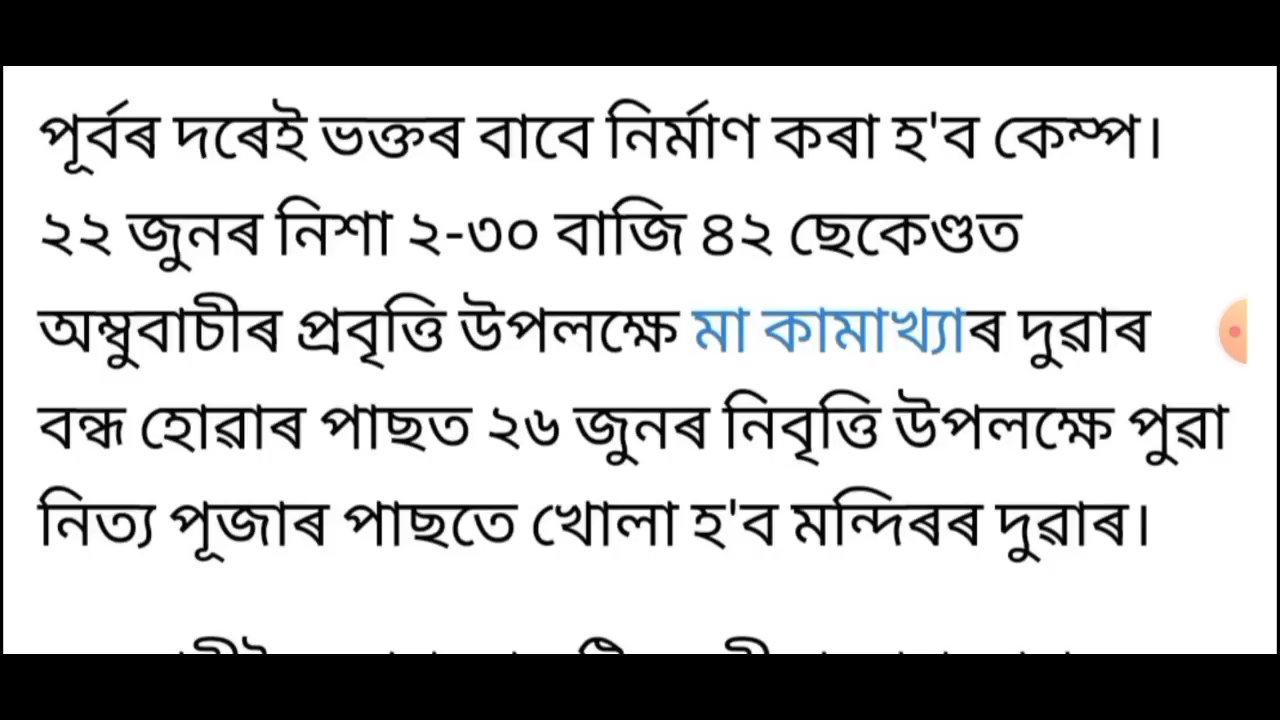 পূৰ্বৰ দৰেই ভক্তৰ বাবে নিৰ্মাণ কৰা হ'ব কেম্প।
২২ জুনৰ নিশা ২-৩০ বাজি ৪২ ছেকেণ্ডত
অম্বুবাচীৰ প্ৰবৃত্তি উপলক্ষে মা কামাখ্যাৰ দুৱাৰ
বন্ধ হোৱাৰ পাছত ২৬ জুনৰ নিবৃত্তি উপলক্ষে পুৱা
নিত্য পূজাৰ পাছতে খোলা হ'ব মন্দিৰৰ দুৱাৰ।